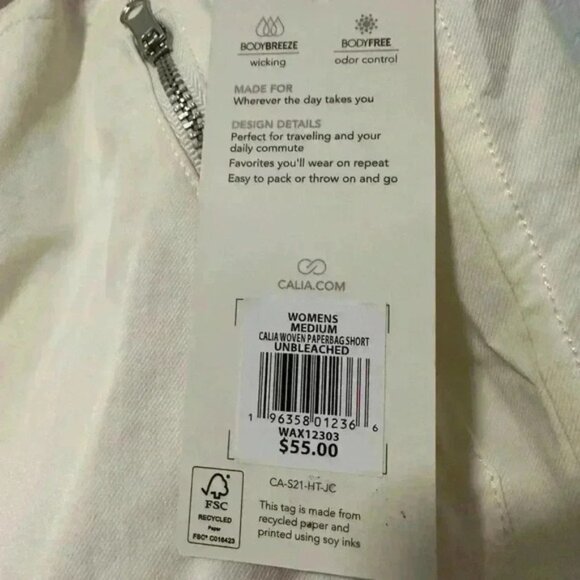 BODYBREEZE
wicking
BODYFREE
odor control
MADE FOR
Wherever the day takes you
DESIGN DETAILS
Perfect for traveling and your
daily commute
Favorites you'll wear on repeat
Easy to pack or throw on and go
CALIA.COM
WOMENS
MEDIUM
CALIA WOVEN PAPERBAG SHORT
UNBLEACHED
1 96358 01236 6
WAX12303
$55.00
CA-S21-HT-JC
FSC
RECYCLED
Paper
FSC® C016423
This tag is made from
recycled paper and
printed using soy inks